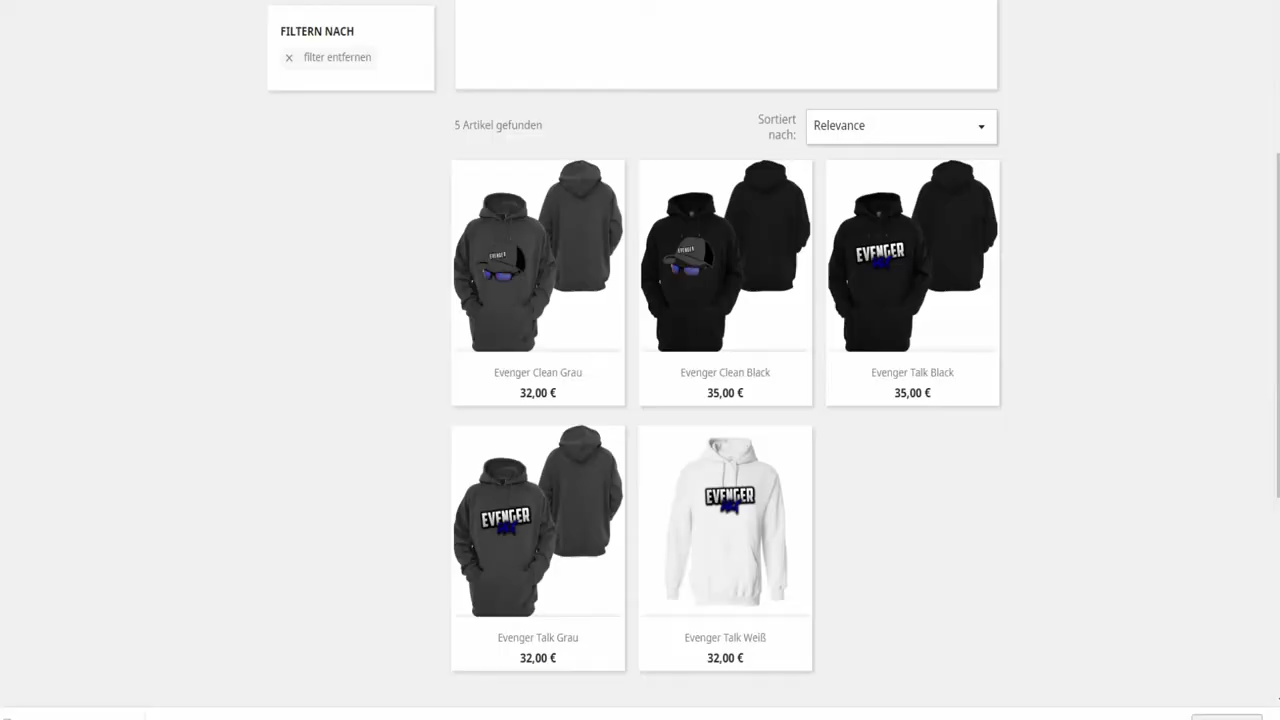 FILTERN NACH
× filter entfernen
5 Artikel gefunden
Sortiert
nach:
Relevance
EVENGER
EVENGER
EVENGER
Evenger Clean Grau
32,00 €
Evenger Clean Black
35,00 €
Evenger Talk Black
35,00 €
EVENGER
EVENGER
Evenger Talk Grau
32,00 €
Evenger Talk Weiß
32,00 €